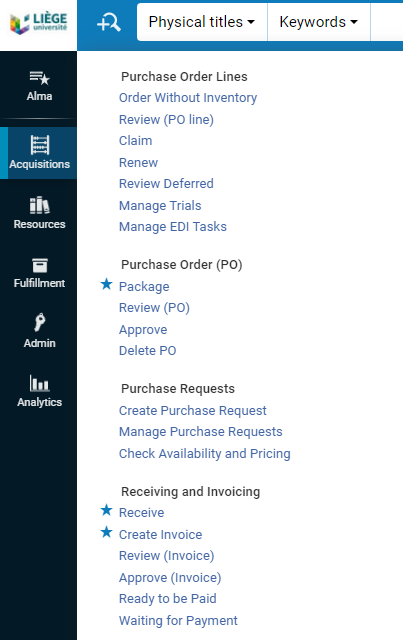 LIÈGE
université
Physical titles
Keywords
Alma
Acquisitions
Resources
Fulfillment
Admin
Analytics
Purchase Order Lines
Order Without Inventory
Review (PO line)
Claim
Renew
Review Deferred
Manage Trials
Manage EDI Tasks
Purchase Order (PO)
Package
Review (PO)
Approve
Delete PO
Purchase Requests
Create Purchase Request
Manage Purchase Requests
Check Availability and Pricing
Receiving and Invoicing
Receive
Create Invoice
Review (Invoice)
Approve (Invoice)
Ready to be Paid
Waiting for Payment